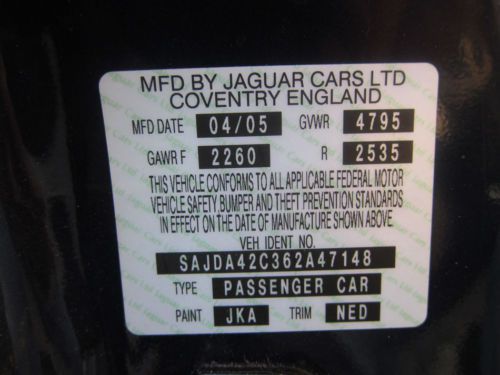 MFD BY JAGUAR CARS LTD
COVENTRY ENGLAND
MFD DATE 04/05 GVWR 4795
GAWR F 2260 R 2535
THIS VEHICLE CONFORMS TO ALL APPLICABLE FEDERAL MOTOR
VEHICLE SAFETY, BUMPER AND THEFT PREVENTION STANDARDS
IN EFFECT ON THE DATE OF MANUFACTURE SHOWN ABOVE.
VEH IDENT NO.
SAJDA42C362A47148
TYPE PASSENGER CAR
PAINT JKA TRIM NED